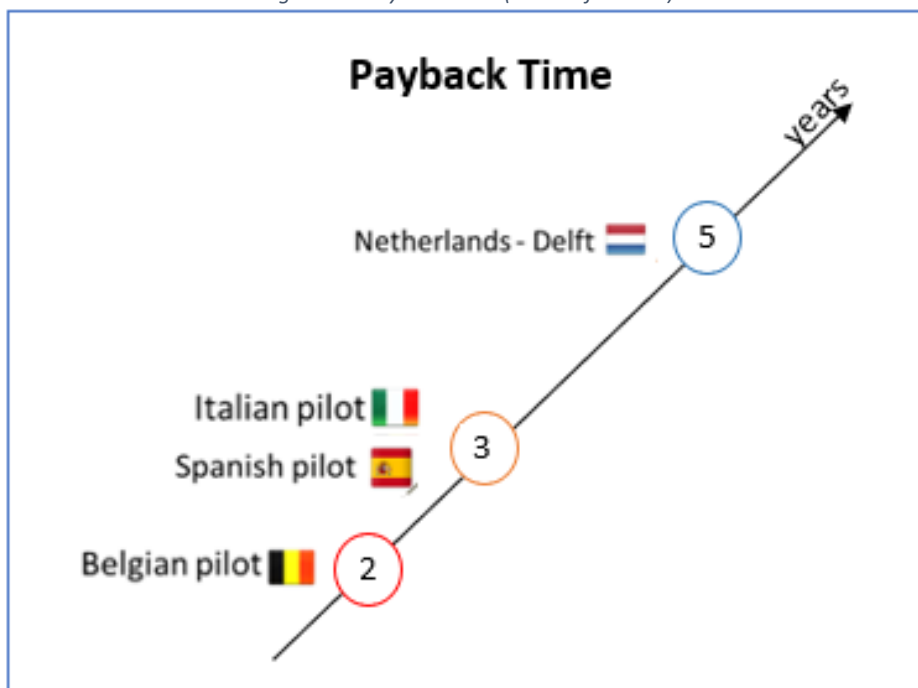 Payback Time
years
Netherlands - Delft
5
Italian pilot
3
Spanish pilot
Belgian pilot
2